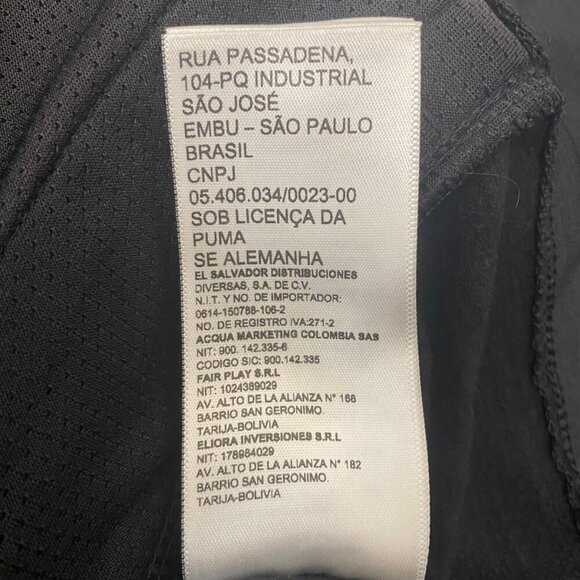 RUA PASSADENA,
104-PQ INDUSTRIAL
SÃO JOSÉ
EMBU – SÃO PAULO
BRASIL
CNPJ
05.406.034/0023-00
SOB LICENÇA DA
PUMA
SE ALEMANHA
EL SALVADOR DISTRIBUCIONES
DIVERSAS, S.A. DE C.V.
N.I.T. Y NO. DE IMPORTADOR:
0614-150788-106-2
NO. DE REGISTRO IVA:271-2
ACQUA MARKETING COLOMBIA SAS
NIT: 900. 142.335-6
CODIGO SIC: 900.142.335
FAIR PLAY S.R.L
NIT: 1024389029
AV. ALTO DE LA ALIANZA N° 168
BARRIO SAN GERONIMO.
TARIJA-BOLIVIA
ELIORA INVERSIONES S.R.L
NIT: 178984029
AV. ALTO DE LA ALIANZA N° 182
BARRIO SAN GERONIMO.
TARIJA-BOLIVIA